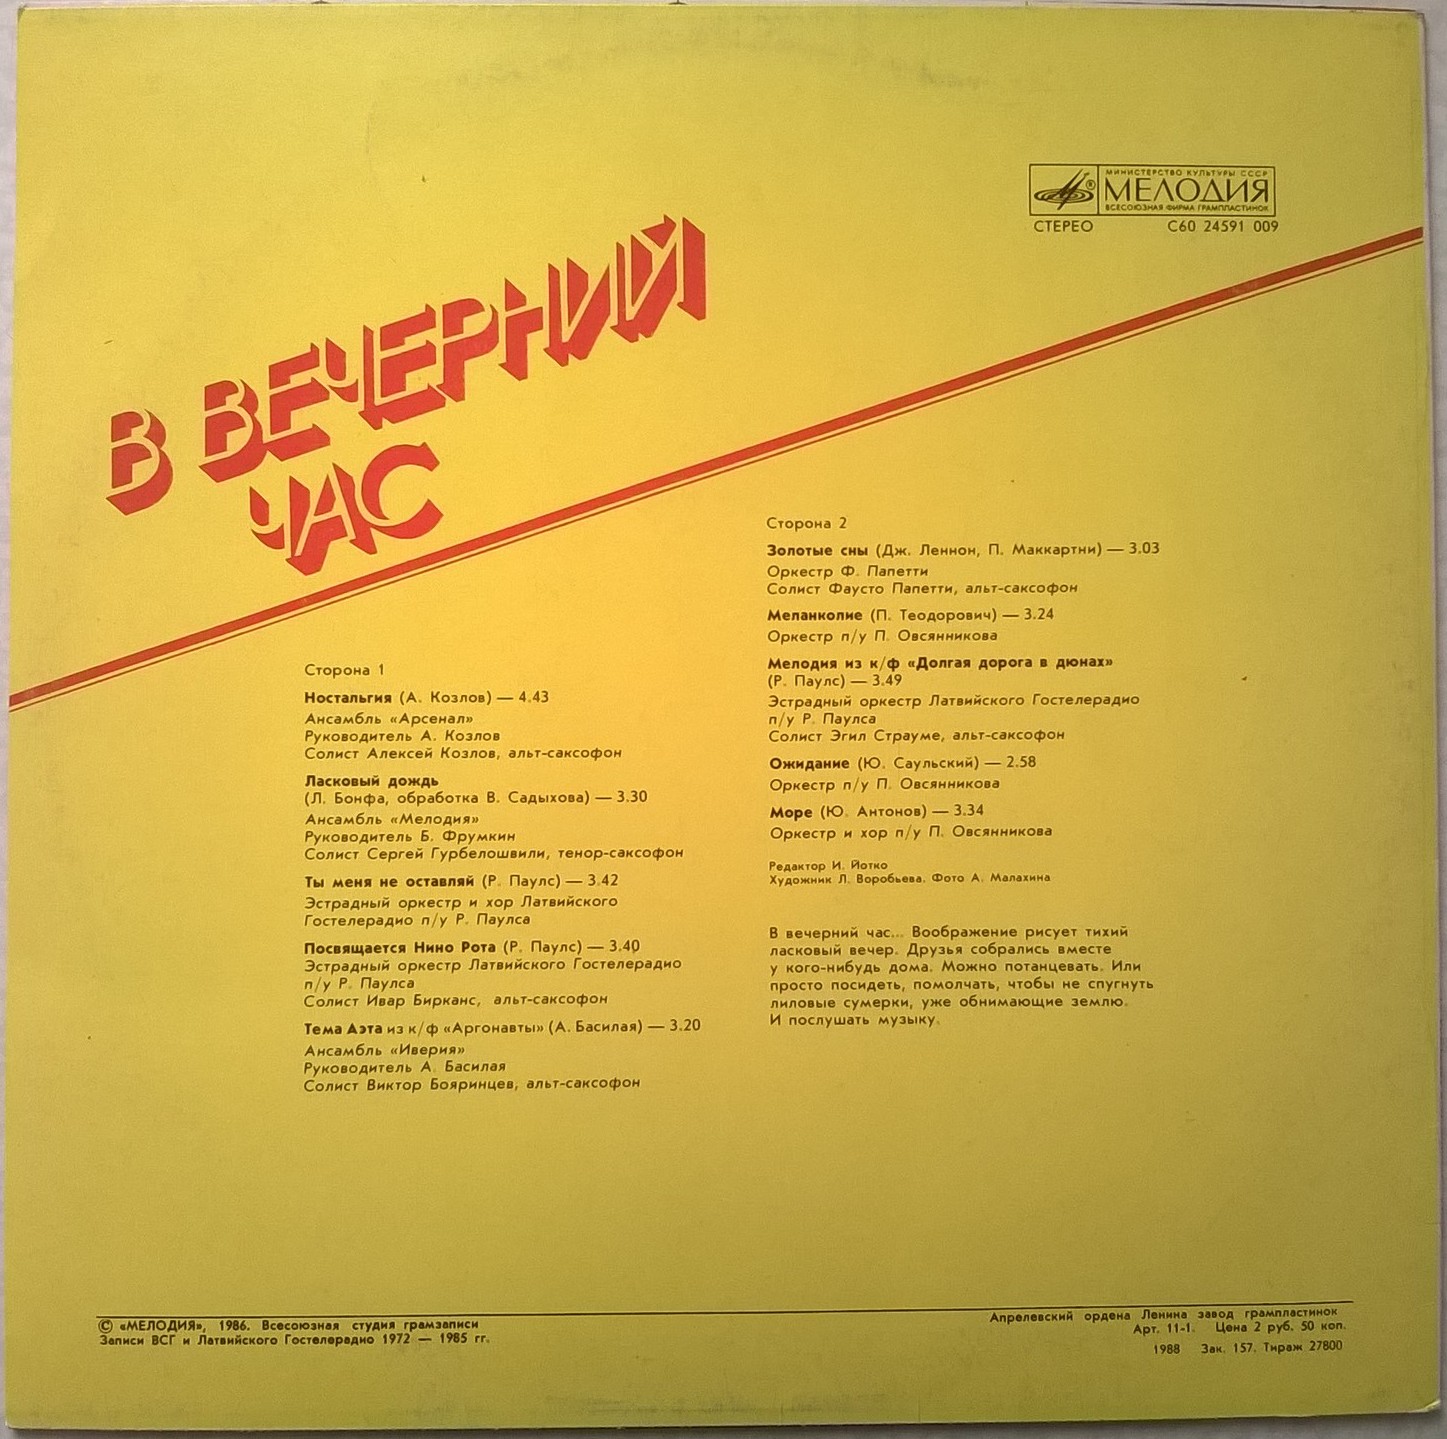 МИНИСТЕРСТВО КУЛЬТУРЫ СССР
МЕЛОДИЯ
ВСЕСОЮЗНАЯ ФИРМА ГРАМПЛАСТИНОК
СТЕРЕО С60 24591 009
В ВЕЧЕРНИЙ
ЧАС
Сторона 1
Ностальгия (А. Козлов) — 4.43
Ансамбль «Арсенал»
Руководитель А. Козлов
Солист Алексей Козлов, альт-саксофон
Ласковый дождь
(Л. Бонфа, обработка В. Садыхова) — 3.30
Ансамбль «Мелодия»
Руководитель Б. Фрумкин
Солист Сергей Гурбелошвили, тенор-саксофон
Ты меня не оставляй (Р. Паулс) — 3.42
Эстрадный оркестр и хор Латвийского
Гостелерадио п/у Р. Паулса
Посвящается Нино Рота (Р. Паулс) — 3.40
Эстрадный оркестр Латвийского Гостелерадио
п/у Р. Паулса
Солист Ивар Бирканс, альт-саксофон
Тема Аэта из к/ф «Аргонавты» (А. Басилая) — 3.20
Ансамбль «Иверия»
Руководитель А. Басилая
Солист Виктор Бояринцев, альт-саксофон
Сторона 2
Золотые сны (Дж. Леннон, П. Маккартни) — 3.03
Оркестр Ф. Папетти
Солист Фаусто Папетти, альт-саксофон
Меланколие (П. Теодорович) — 3.24
Оркестр п/у П. Овсянникова
Мелодия из к/ф «Долгая дорога в дюнах»
(Р. Паулс) — 3.49
Эстрадный оркестр Латвийского Гостелерадио
п/у Р. Паулса
Солист Эгил Страуме, альт-саксофон
Ожидание (Ю. Саульский) — 2.58
Оркестр п/у П. Овсянникова
Море (Ю. Антонов) — 3.34
Оркестр и хор п/у П. Овсянникова
Редактор И. Йотко
Художник Л. Воробьева. Фото А. Малахина
В вечерний час... Воображение рисует тихий
ласковый вечер. Друзья собрались вместе
у кого-нибудь дома. Можно потанцевать. Или
просто посидеть, помолчать, чтобы не спугнуть
лиловые сумерки, уже обнимающие землю.
И послушать музыку.
© «МЕЛОДИЯ», 1986. Всесоюзная студия грамзаписи
Записи ВСГ и Латвийского Гостелерадио 1972 — 1985 гг.
Апрелевский ордена Ленина завод грампластинок
Арт. 11-1. Цена 2 руб. 50 коп.
1988 Зак. 157. Тираж 27800